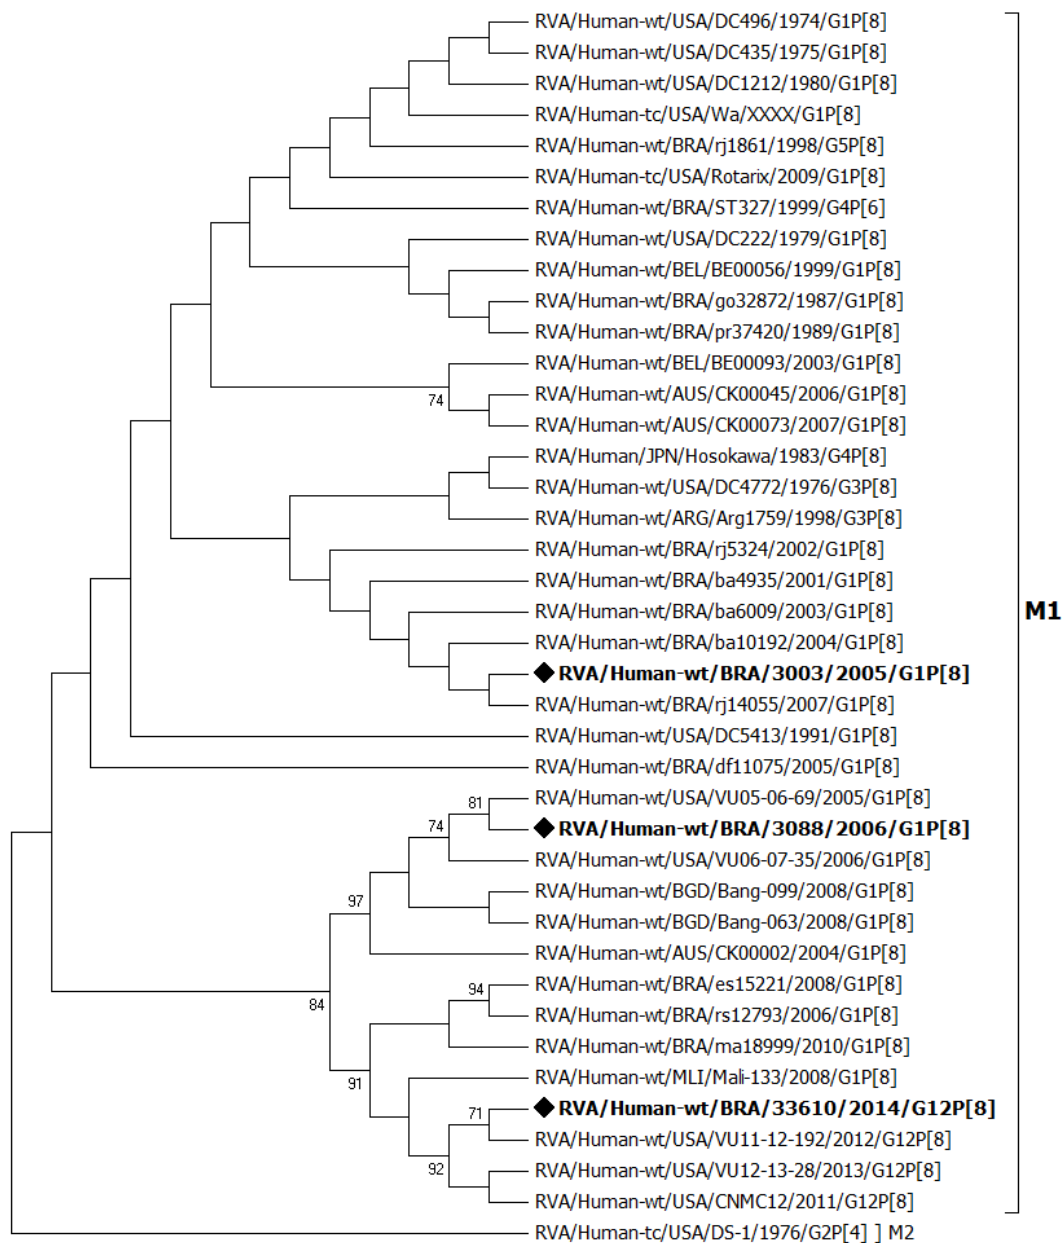 RVA/Human-wt/USA/DC496/1974/G1P[8]
RVA/Human-wt/USA/DC435/1975/G1P[8]
RVA/Human-wt/USA/DC1212/1980/G1P[8]
RVA/Human-tc/USA/Wa/XXXX/G1P[8]
RVA/Human-wt/BRA/rj1861/1998/G5P[8]
RVA/Human-tc/USA/Rotarix/2009/G1P[8]
RVA/Human-wt/BRA/ST327/1999/G4P[6]
RVA/Human-wt/USA/DC222/1979/G1P[8]
RVA/Human-wt/BEL/BE00056/1999/G1P[8]
RVA/Human-wt/BRA/go32872/1987/G1P[8]
RVA/Human-wt/BRA/pr37420/1989/G1P[8]
RVA/Human-wt/BEL/BE00093/2003/G1P[8]
74 RVA/Human-wt/AUS/CK00045/2006/G1P[8]
RVA/Human-wt/AUS/CK00073/2007/G1P[8]
RVA/Human/JPN/Hosokawa/1983/G4P[8]
RVA/Human-wt/USA/DC4772/1976/G3P[8]
RVA/Human-wt/ARG/Arg1759/1998/G3P[8]
RVA/Human-wt/BRA/rj5324/2002/G1P[8]
RVA/Human-wt/BRA/ba4935/2001/G1P[8]
RVA/Human-wt/BRA/ba6009/2003/G1P[8]
M1
RVA/Human-wt/BRA/ba10192/2004/G1P[8]
RVA/Human-wt/BRA/3003/2005/G1P[8]
RVA/Human-wt/BRA/rj14055/2007/G1P[8]
RVA/Human-wt/USA/DC5413/1991/G1P[8]
RVA/Human-wt/BRA/df11075/2005/G1P[8]
81 RVA/Human-wt/USA/VU05-06-69/2005/G1P[8]
74 RVA/Human-wt/BRA/3088/2006/G1P[8]
RVA/Human-wt/USA/VU06-07-35/2006/G1P[8]
97 RVA/Human-wt/BGD/Bang-099/2008/G1P[8]
RVA/Human-wt/BGD/Bang-063/2008/G1P[8]
RVA/Human-wt/AUS/CK00002/2004/G1P[8]
94 RVA/Human-wt/BRA/es15221/2008/G1P[8]
84 RVA/Human-wt/BRA/rs12793/2006/G1P[8]
RVA/Human-wt/BRA/ma18999/2010/G1P[8]
91 RVA/Human-wt/MLI/Mali-133/2008/G1P[8]
71 RVA/Human-wt/BRA/33610/2014/G12P[8]
RVA/Human-wt/USA/VU11-12-192/2012/G12P[8]
92 RVA/Human-wt/USA/VU12-13-28/2013/G12P[8]
RVA/Human-wt/USA/CNMC12/2011/G12P[8]
RVA/Human-tc/USA/DS-1/1976/G2P[4] ] M2